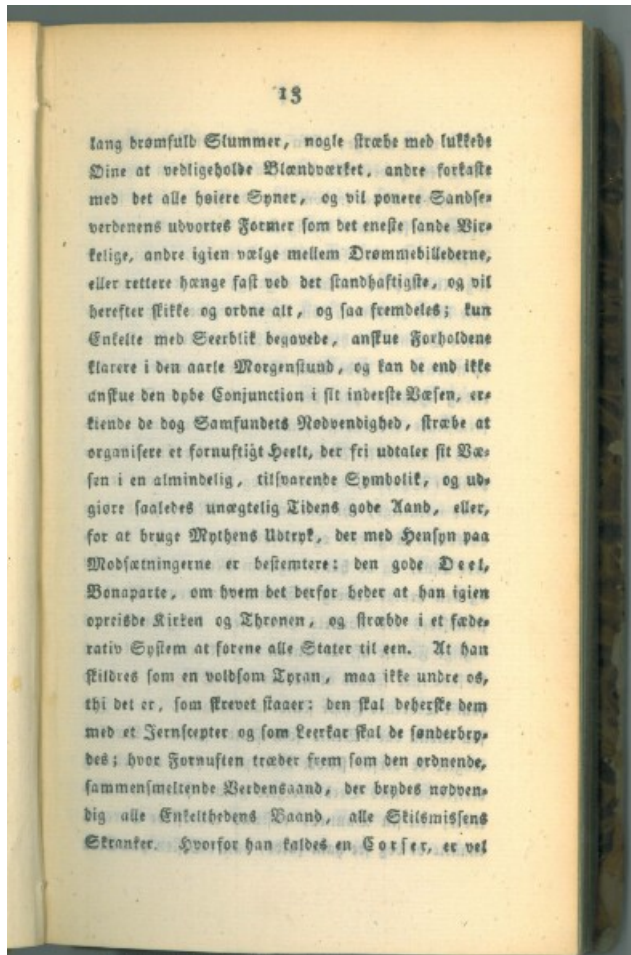 13
lang drømfuld Slummer, nogle stræbe med lukkede
Øine at vedligeholde Blændværket, andre forkaste
med det alle høiere Syner, og vil ponere Sandse-
verdenens udvortes Former som det eneste sande Vir-
kelige, andre igien vælge mellem Drømmebillederne,
eller rettere hænge fast ved det standhaftigste, og vil
herefter skikke og ordne alt, og saa fremdeles; kun
Enkelte med Seerblik begavede, anskue Forholdene
klarere i den aarle Morgenstund, og kan de end ikke
anskue den dybe Conjunction i sit inderste Væsen, er-
kiende de dog Samfundets Nødvendighed, stræbe at
organisere et fornuftigt Heelt, der fri udtaler sit Væ-
sen i en almindelig, tilsvarende Symbolik, og ud-
giøre saaledes unægtelig Tidens gode Aand, eller,
for at bruge Mythens Udtryk, der med Hensyn paa
Modsætningerne er bestemtere: den gode Deel,
Bonaparte, om hvem det derfor heder at han igien
opreisde Kirken og Thronen, og stræbde i et fæde-
rativ System at forene alle Stater til een. At han
skildres som en voldsom Tyran, maa ikke undre os,
thi det er, som skrevet staaer: den skal beherske dem
med et Jernscepter og som Leerkar skal de sønderbry-
des; hvor Fornuften træder frem som den ordnende,
sammensmeltende Verdensaand, der brydes nødven-
dig alle Enkelthedens Baand, alle Skilsmissens
Skranker. Hvorfor han kaldes en Corser, er vel